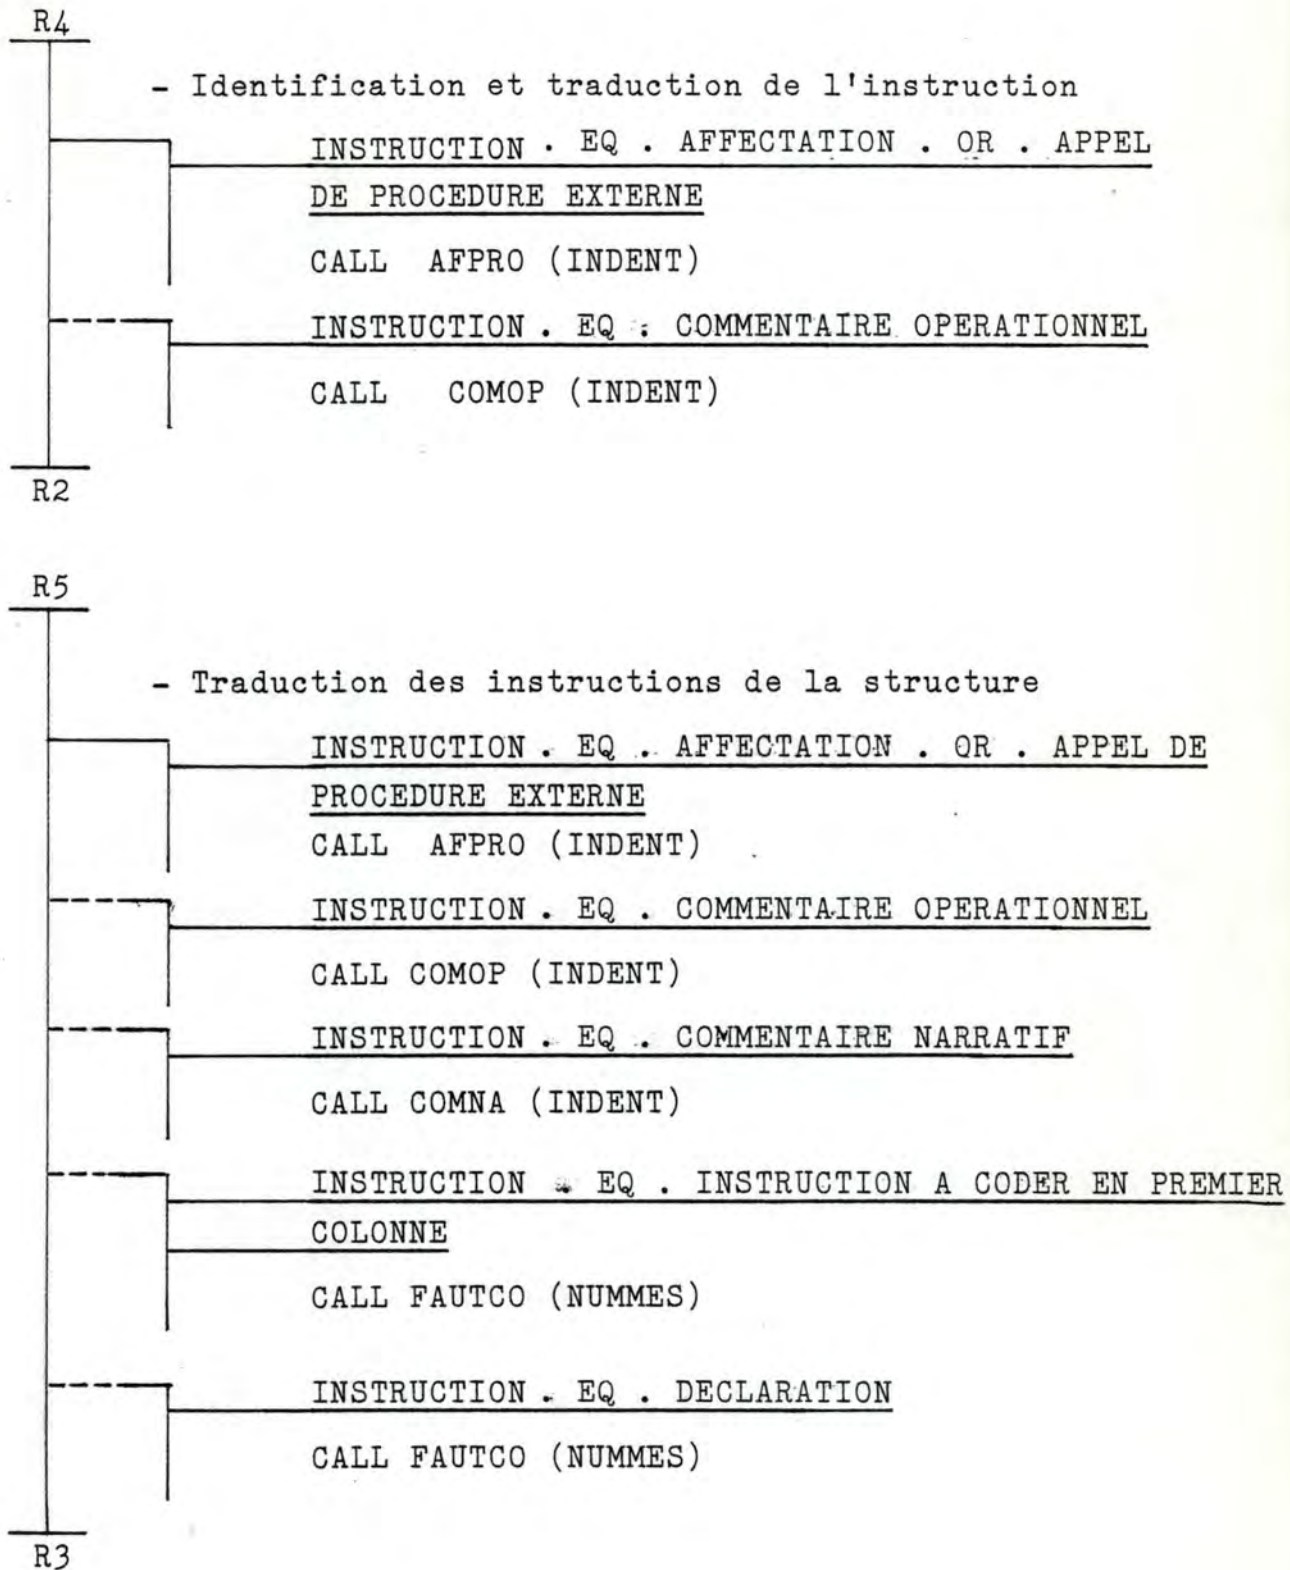 R4
- Identification et traduction de l'instruction
INSTRUCTION . EQ . AFFECTATION . OR . APPEL
DE PROCEDURE EXTERNE
CALL AFPRO (INDENT)
INSTRUCTION . EQ . COMMENTAIRE OPERATIONNEL
CALL COMOP (INDENT)
R2
R5
- Traduction des instructions de la structure
INSTRUCTION . EQ . AFFECTATION . OR . APPEL DE
PROCEDURE EXTERNE
CALL AFPRO (INDENT)
INSTRUCTION . EQ . COMMENTAIRE OPERATIONNEL
CALL COMOP (INDENT)
INSTRUCTION . EQ . COMMENTAIRE NARRATIF
CALL COMNA (INDENT)
INSTRUCTION . EQ . INSTRUCTION A CODER EN PREMIER
COLONNE
CALL FAUTCO (NUMMES)
INSTRUCTION . EQ . DECLARATION
CALL FAUTCO (NUMMES)
R3